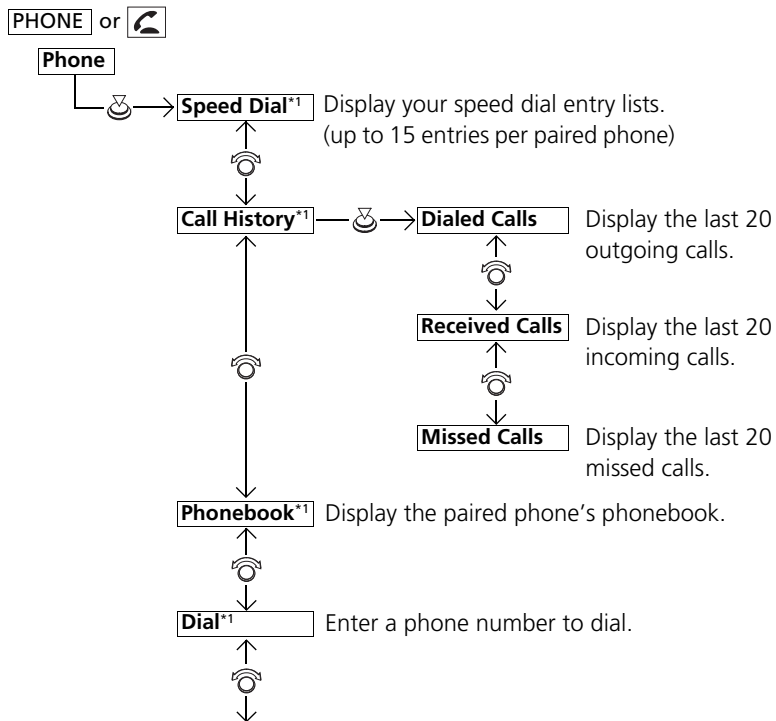 PHONE or
Phone
Speed Dial*1 Display your speed dial entry lists.
(up to 15 entries per paired phone)
Call History*1 Dialed Calls Display the last 20
outgoing calls.
Received Calls Display the last 20
incoming calls.
Missed Calls Display the last 20
missed calls.
Phonebook*1 Display the paired phone’s phonebook.
Dial*1 Enter a phone number to dial.